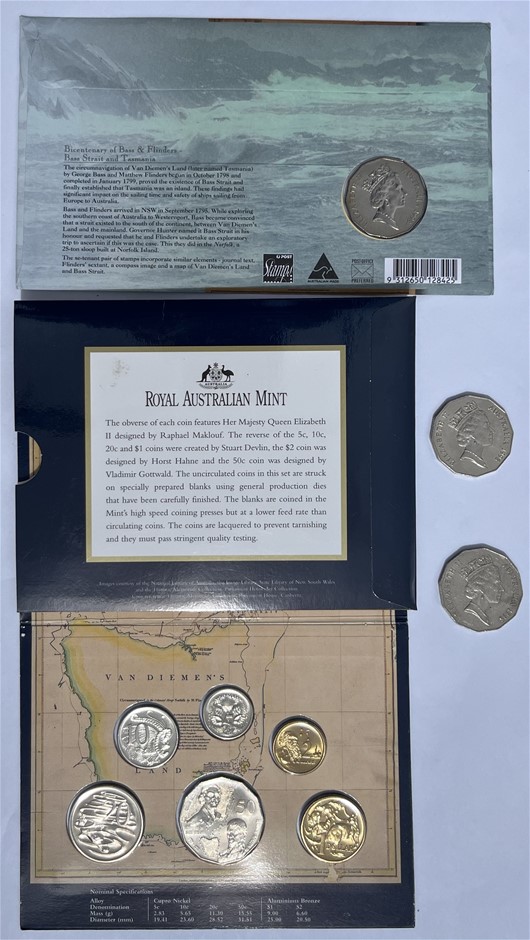 Bicentenary of Bass & Flinders -
Bass Strait and Tasmania
The circumnavigation of Van Diemen's Land (later named Tasmania)
by George Bass and Matthew Flinders begun in October 1798 and
completed in January 1799, proved the existence of Bass Strait and
finally established that Tasmania was an island. These findings had
significant impact on the sailing time and safety of ships sailing from
Europe to Australia.
Bass and Flinders arrived in NSW in September 1795. While exploring
the southern coast of Australia to Westernport, Bass became convinced
that a strait existed to the south of the continent, between Van Diemen's
Land and the mainland. Governor Hunter named it Bass Strait in his
honour and requested that he and Flinders undertake an exploratory
trip to ascertain if this was the case. This they did in the Norfolk, a
25-ton sloop built at Norfolk Island.
The se-tenant pair of stamps incorporate similar elements - journal text,
Flinders' sextant, a compass image and a map of Van Diemen's Land
and Bass Strait.
POST
Stamp!
AUSTRALIAN MADE
POSTCODE
PREFERRED
9 312650 128425
ROYAL AUSTRALIAN MINT
The obverse of each coin features Her Majesty Queen Elizabeth
II designed by Raphael Maklouf. The reverse of the 5c, 10c,
20c and $1 coins were created by Stuart Devlin, the $2 coin was
designed by Horst Hahne and the 50c coin was designed by
Vladimir Gottwald. The uncirculated coins in this set are struck
on specially prepared blanks using general production dies
that have been carefully finished. The blanks are coined in the
Mint's high speed coining presses but at a lower feed rate than
circulating coins. The coins are lacquered to prevent tarnishing
and they must pass stringent quality testing.
VAN DIEMEN'S
LAND
10
5
Nominal Specifications
Alloy Cupro Nickel Aluminium Bronze
Denomination 5c 10c 20c 50c $1 $2
Mass (g) 2.83 5.65 11.30 15.55 9.00 6.60
Diameter (mm) 19.41 23.60 28.52 31.51 25.00 20.50